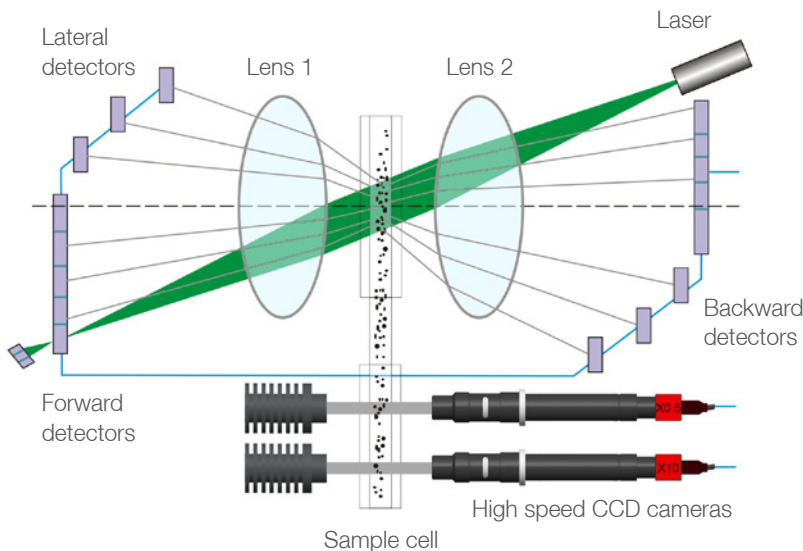 Laser
Lateral
detectors
Lens 1
Lens 2
Backward
detectors
Forward
detectors
X0.5
X10
High speed CCD cameras
Sample cell